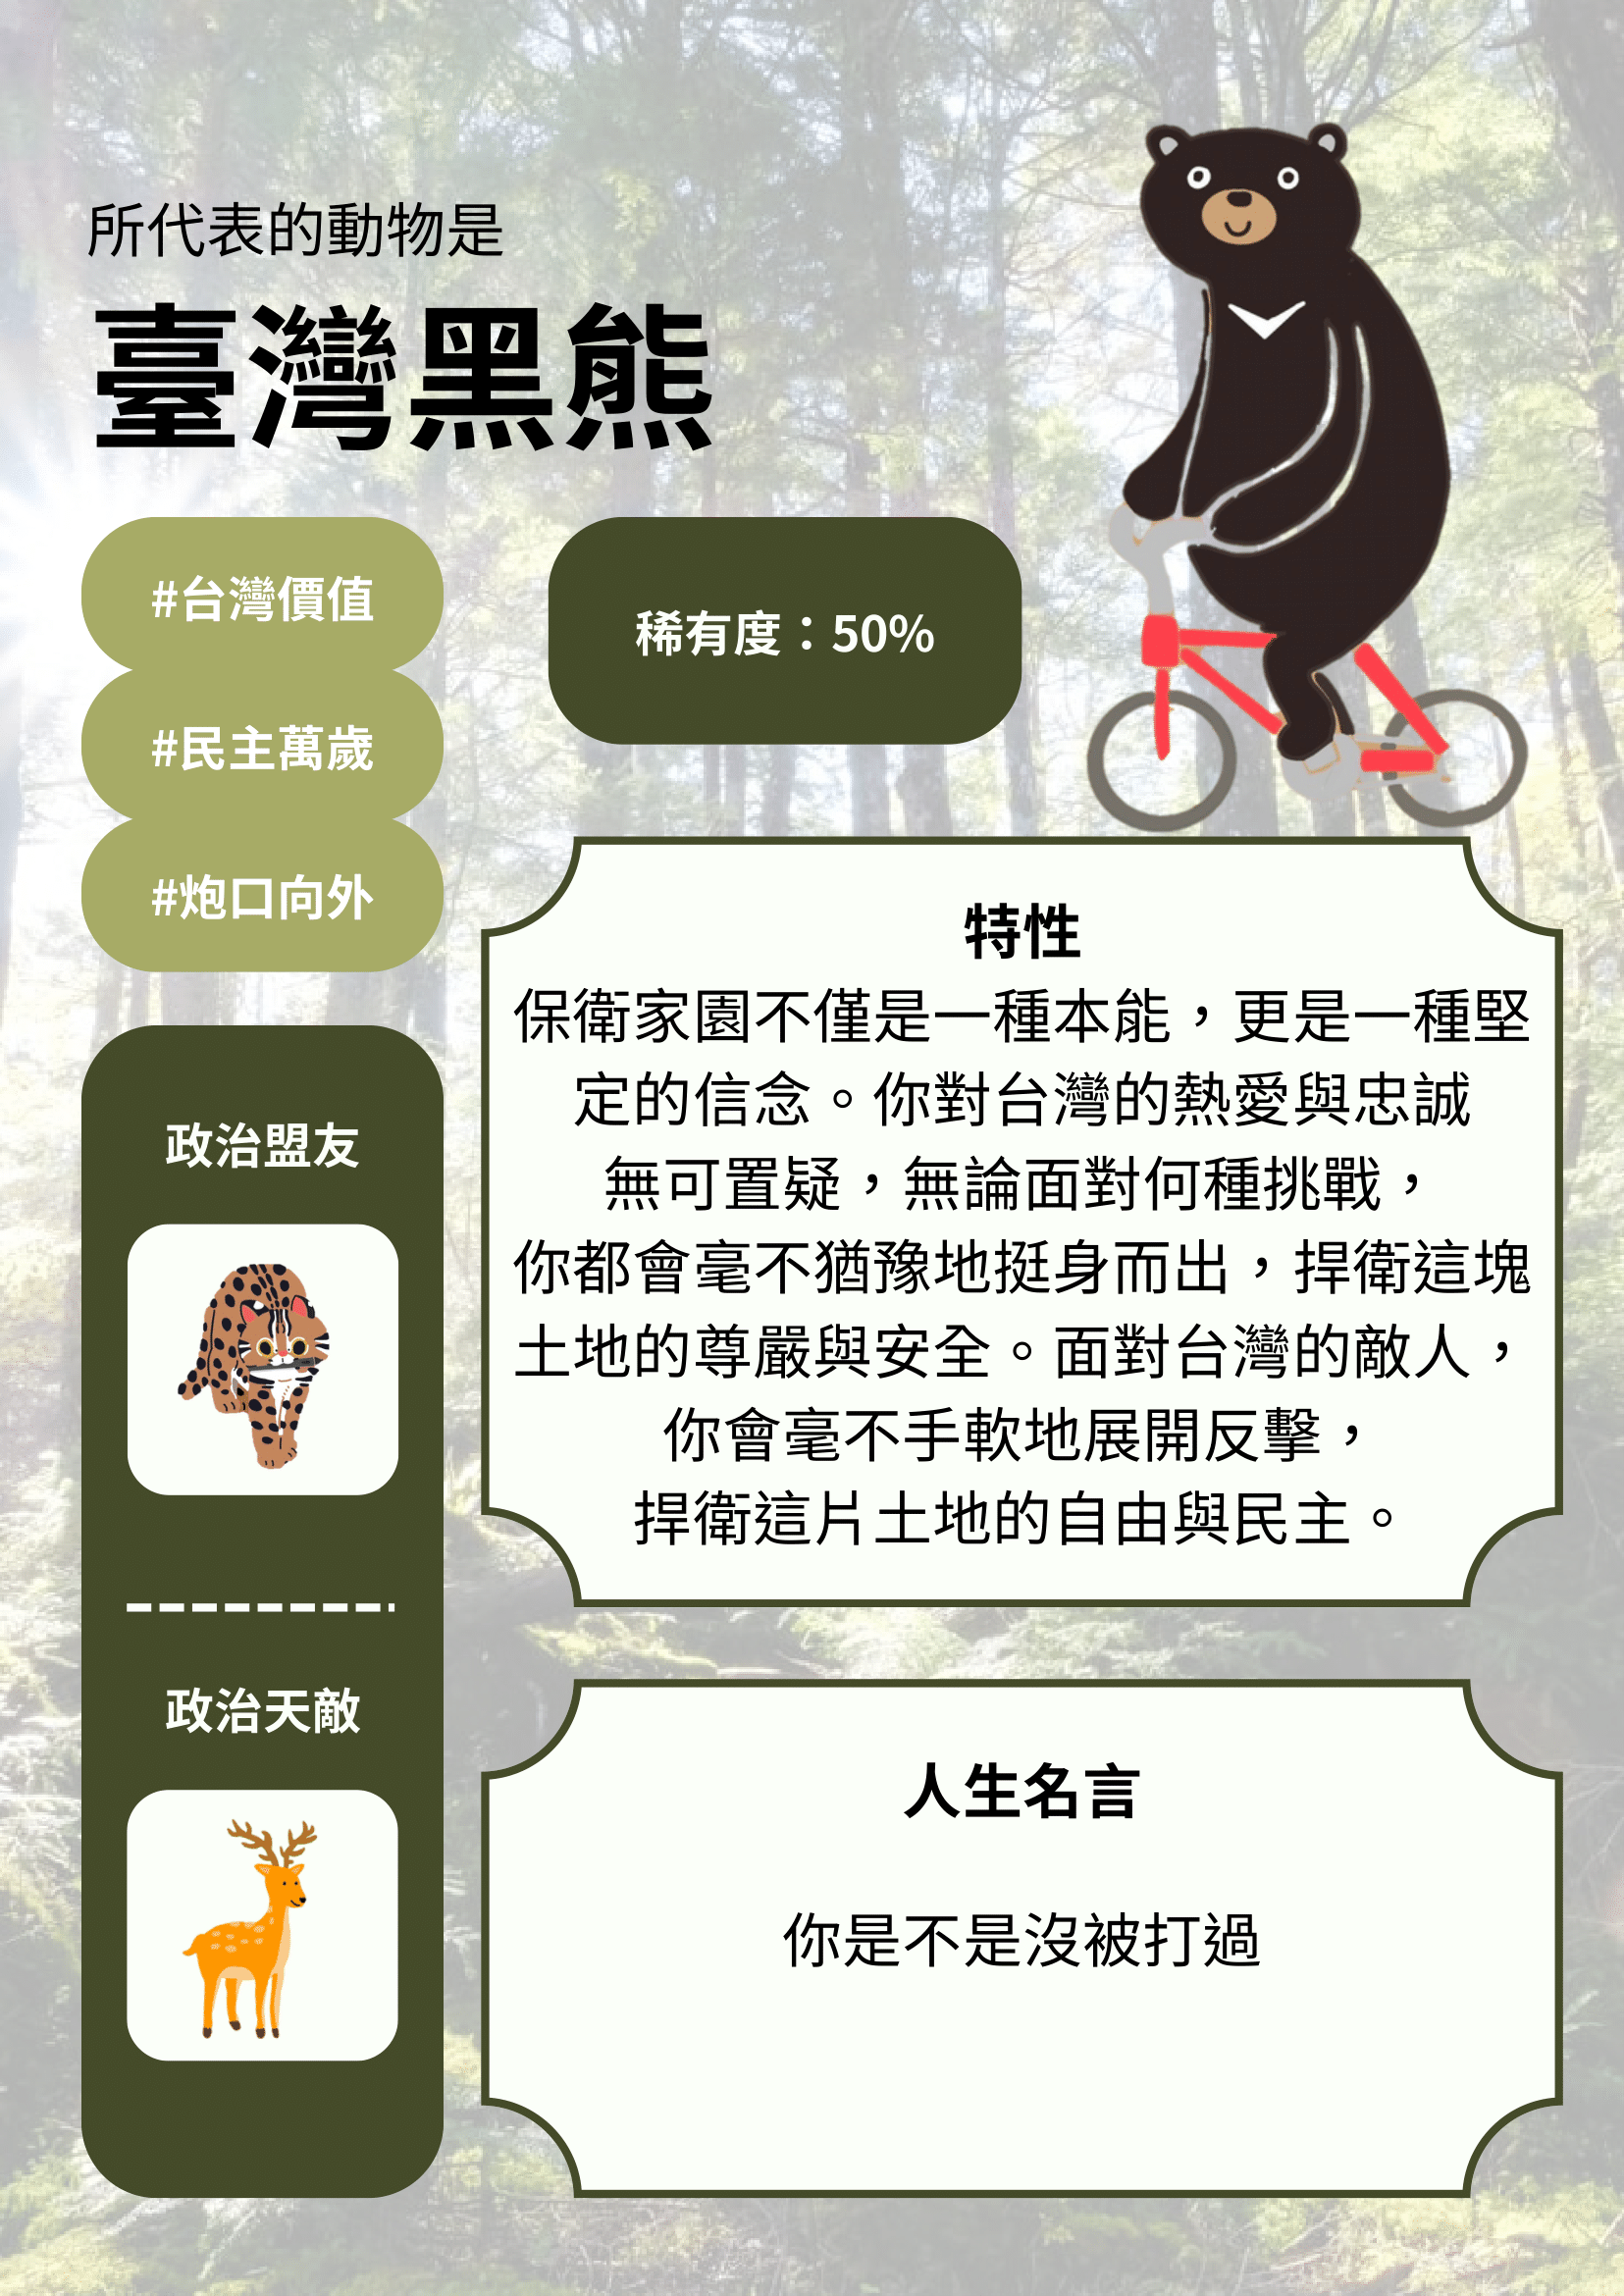 所代表的動物是
臺灣黑熊
#台灣價值
#民主萬歲
#炮口向外
稀有度：50%
政治盟友
政治天敵
特性
保衛家園不僅是一種本能，更是一種堅
定的信念。你對台灣的熱愛與忠誠
無可置疑，無論面對何種挑戰，
你都會毫不猶豫地挺身而出，捍衛這塊
土地的尊嚴與安全。面對台灣的敵人，
你會毫不手軟地展開反擊，
捍衛這片土地的自由與民主。
人生名言
你是不是沒被打過